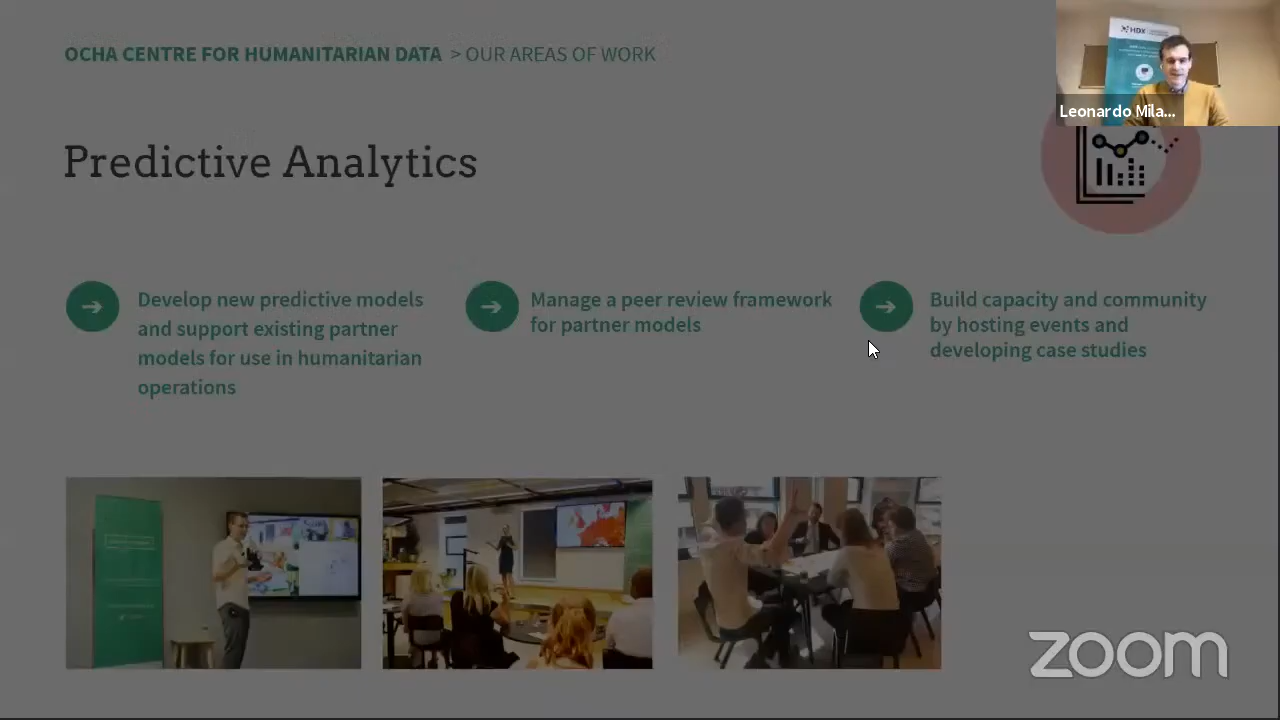 OCHA CENTRE FOR HUMANITARIAN DATA > OUR AREAS OF WORK
HDX
Leonardo Mila...
Predictive Analytics
Develop new predictive models
and support existing partner
models for use in humanitarian
operations
Manage a peer review framework
for partner models
Build capacity and community
by hosting events and
developing case studies
zoom